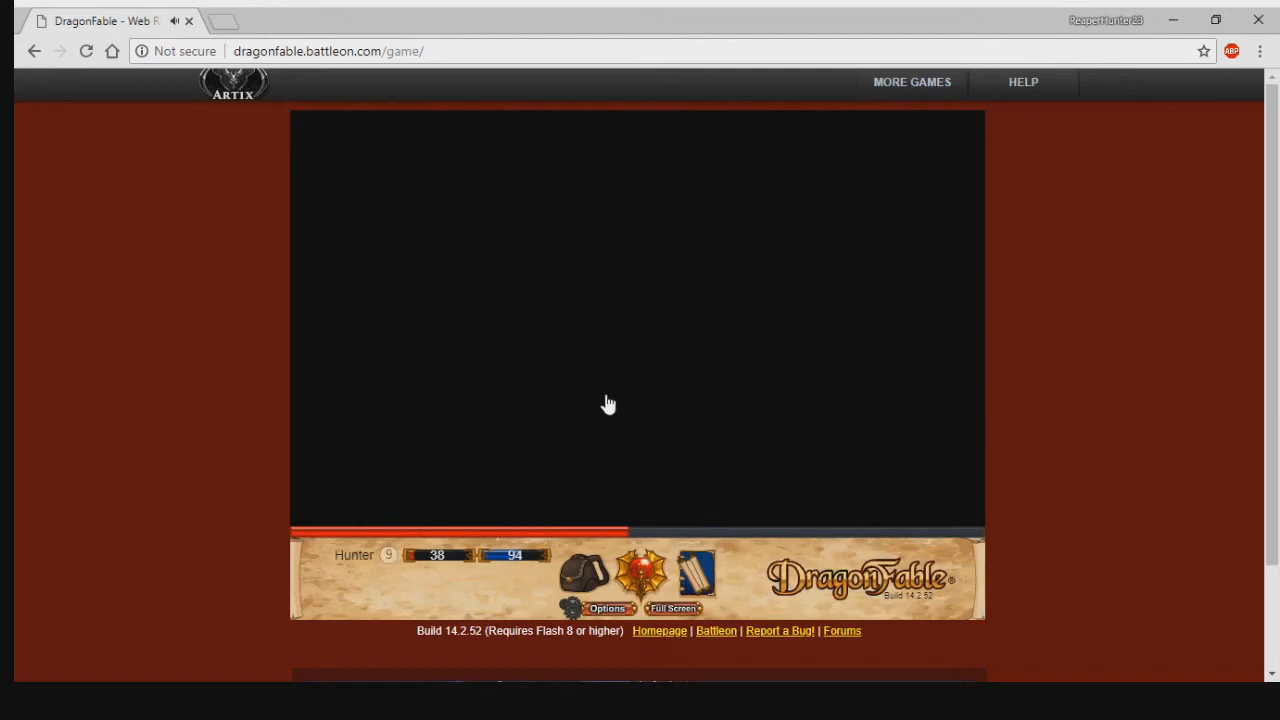 DragonFable - Web R
ReaperHunter23
Not secure
dragonfable.battleon.com/game/
ABP
ARTIX
MORE GAMES
HELP
Hunter 9 38 94
DragonFable®
Build 14.2.52
Options
Full Screen
Build 14.2.52 (Requires Flash 8 or higher) Homepage | Battleon | Report a Bug! | Forums